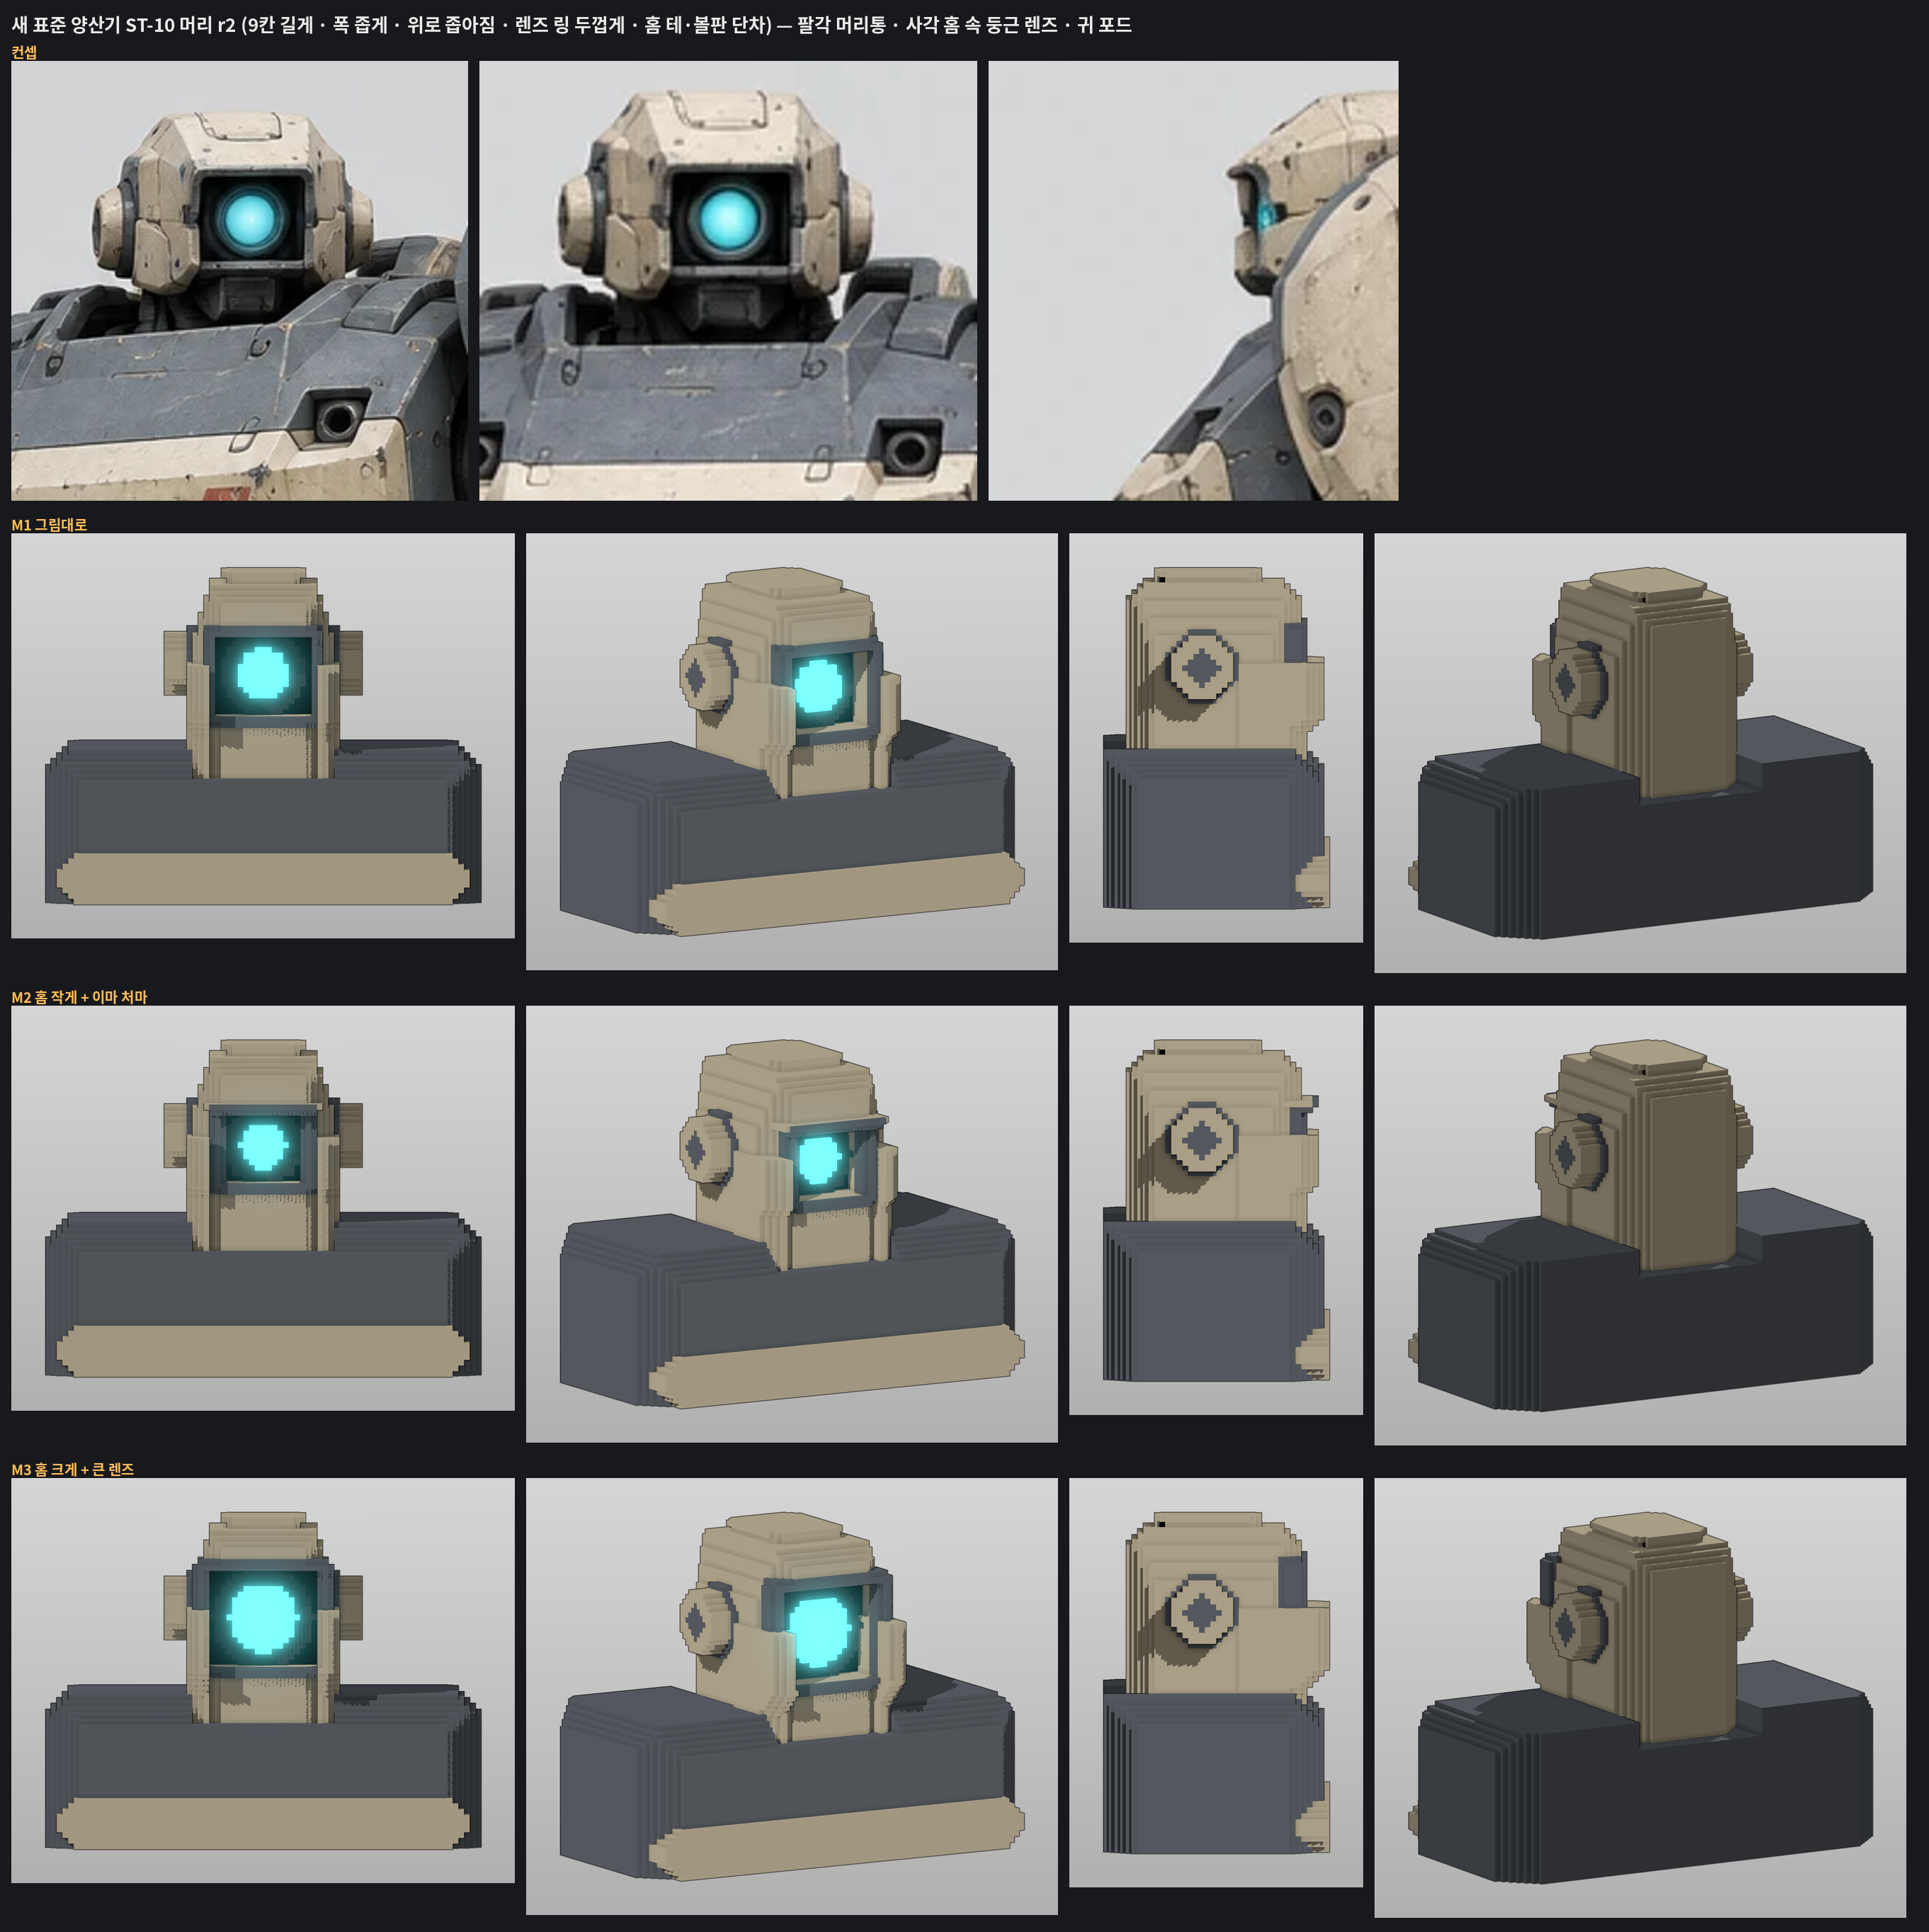 새 표준 양산기 ST-10 머리 r2 (9칸 길게 · 폭 좁게 · 위로 좁아짐 · 렌즈 링 두껍게 · 홈 테·볼판 단차) — 팔각 머리통 · 사각 홈 속 둥근 렌즈 · 귀 포드
컨셉
M1 그림대로
M2 홈 작게 + 이마 처마
M3 홈 크게 + 큰 렌즈